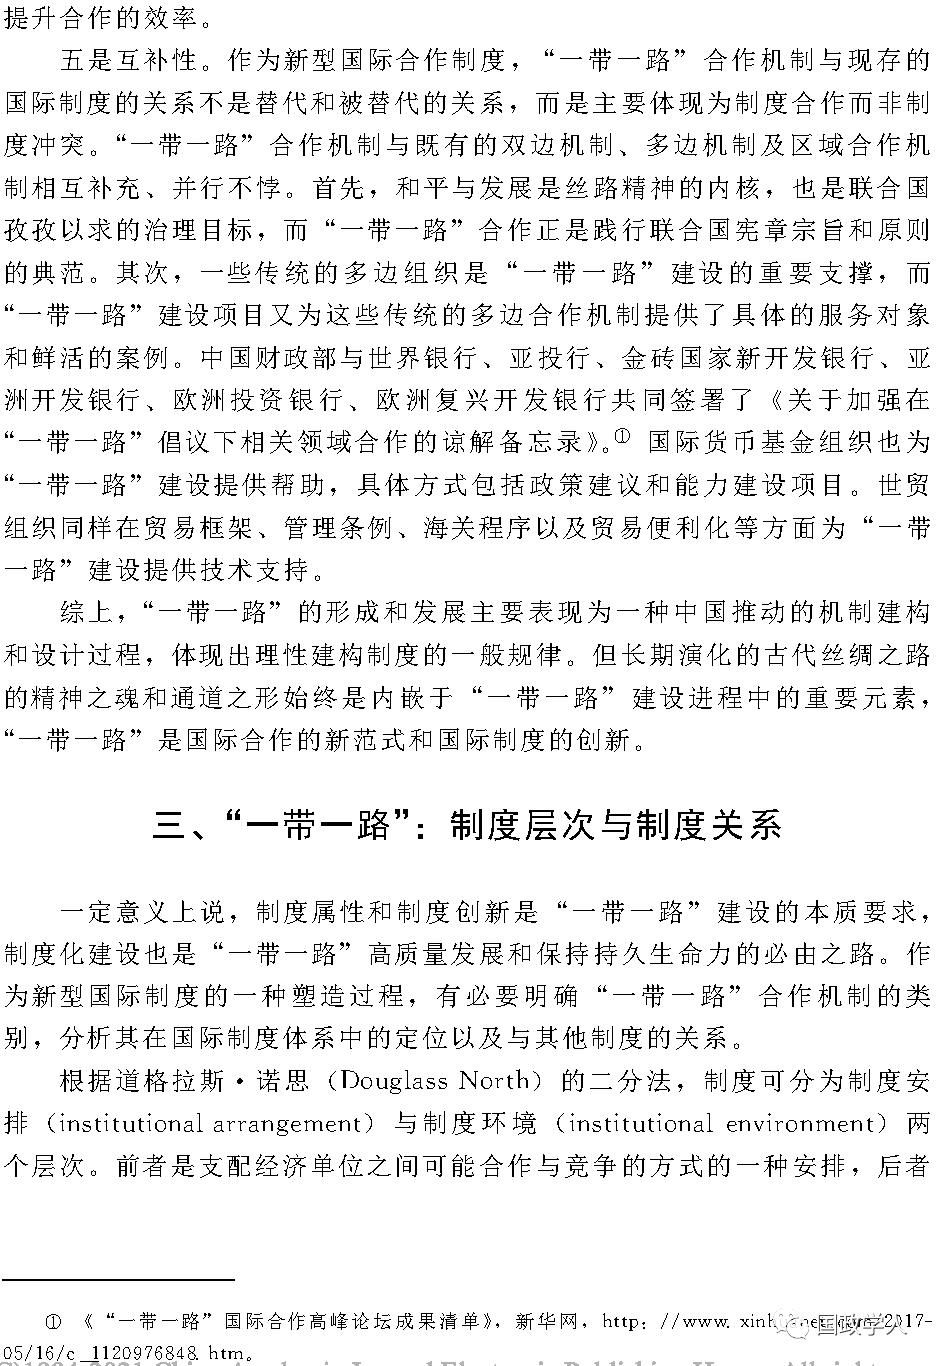 提升合作的效率。
五是互补性。作为新型国际合作制度，“一带一路”合作机制与现存的
国际制度的关系不是替代和被替代的关系，而是主要体现为制度合作而非制
度冲突。“一带一路”合作机制与既有的双边机制、多边机制及区域合作机
制相互补充、并行不悖。首先，和平与发展是丝路精神的内核，也是联合国
孜孜以求的治理目标，而“一带一路”合作正是践行联合国宪章宗旨和原则
的典范。其次，一些传统的多边组织是“一带一路”建设的重要支撑，而
“一带一路”建设项目又为这些传统的多边合作机制提供了具体的服务对象
和鲜活的案例。中国财政部与世界银行、亚投行、金砖国家新开发银行、亚
洲开发银行、欧洲投资银行、欧洲复兴开发银行共同签署了《关于加强在
“一带一路”倡议下相关领域合作的谅解备忘录》。① 国际货币基金组织也为
“一带一路”建设提供帮助，具体方式包括政策建议和能力建设项目。世贸
组织同样在贸易框架、管理条例、海关程序以及贸易便利化等方面为“一带
一路”建设提供技术支持。
综上，“一带一路”的形成和发展主要表现为一种中国推动的机制建构
和设计过程，体现出理性建构制度的一般规律。但长期演化的古代丝绸之路
的精神之魂和通道之形始终是内嵌于“一带一路”建设进程中的重要元素，
“一带一路”是国际合作的新范式和国际制度的创新。
三、“一带一路”：制度层次与制度关系
一定意义上说，制度属性和制度创新是“一带一路”建设的本质要求，
制度化建设也是“一带一路”高质量发展和保持持久生命力的必由之路。作
为新型国际制度的一种塑造过程，有必要明确“一带一路”合作机制的类
别，分析其在国际制度体系中的定位以及与其他制度的关系。
根据道格拉斯·诺思（Douglass North）的二分法，制度可分为制度安
排（institutional arrangement）与制度环境（institutional environment）两
个层次。前者是支配经济单位之间可能合作与竞争的方式的一种安排，后者
① 《“一带一路”国际合作高峰论坛成果清单》，新华网，http：//www. xinhuanet.com/2017-
05/16/c_1120976848. htm。
国政学人